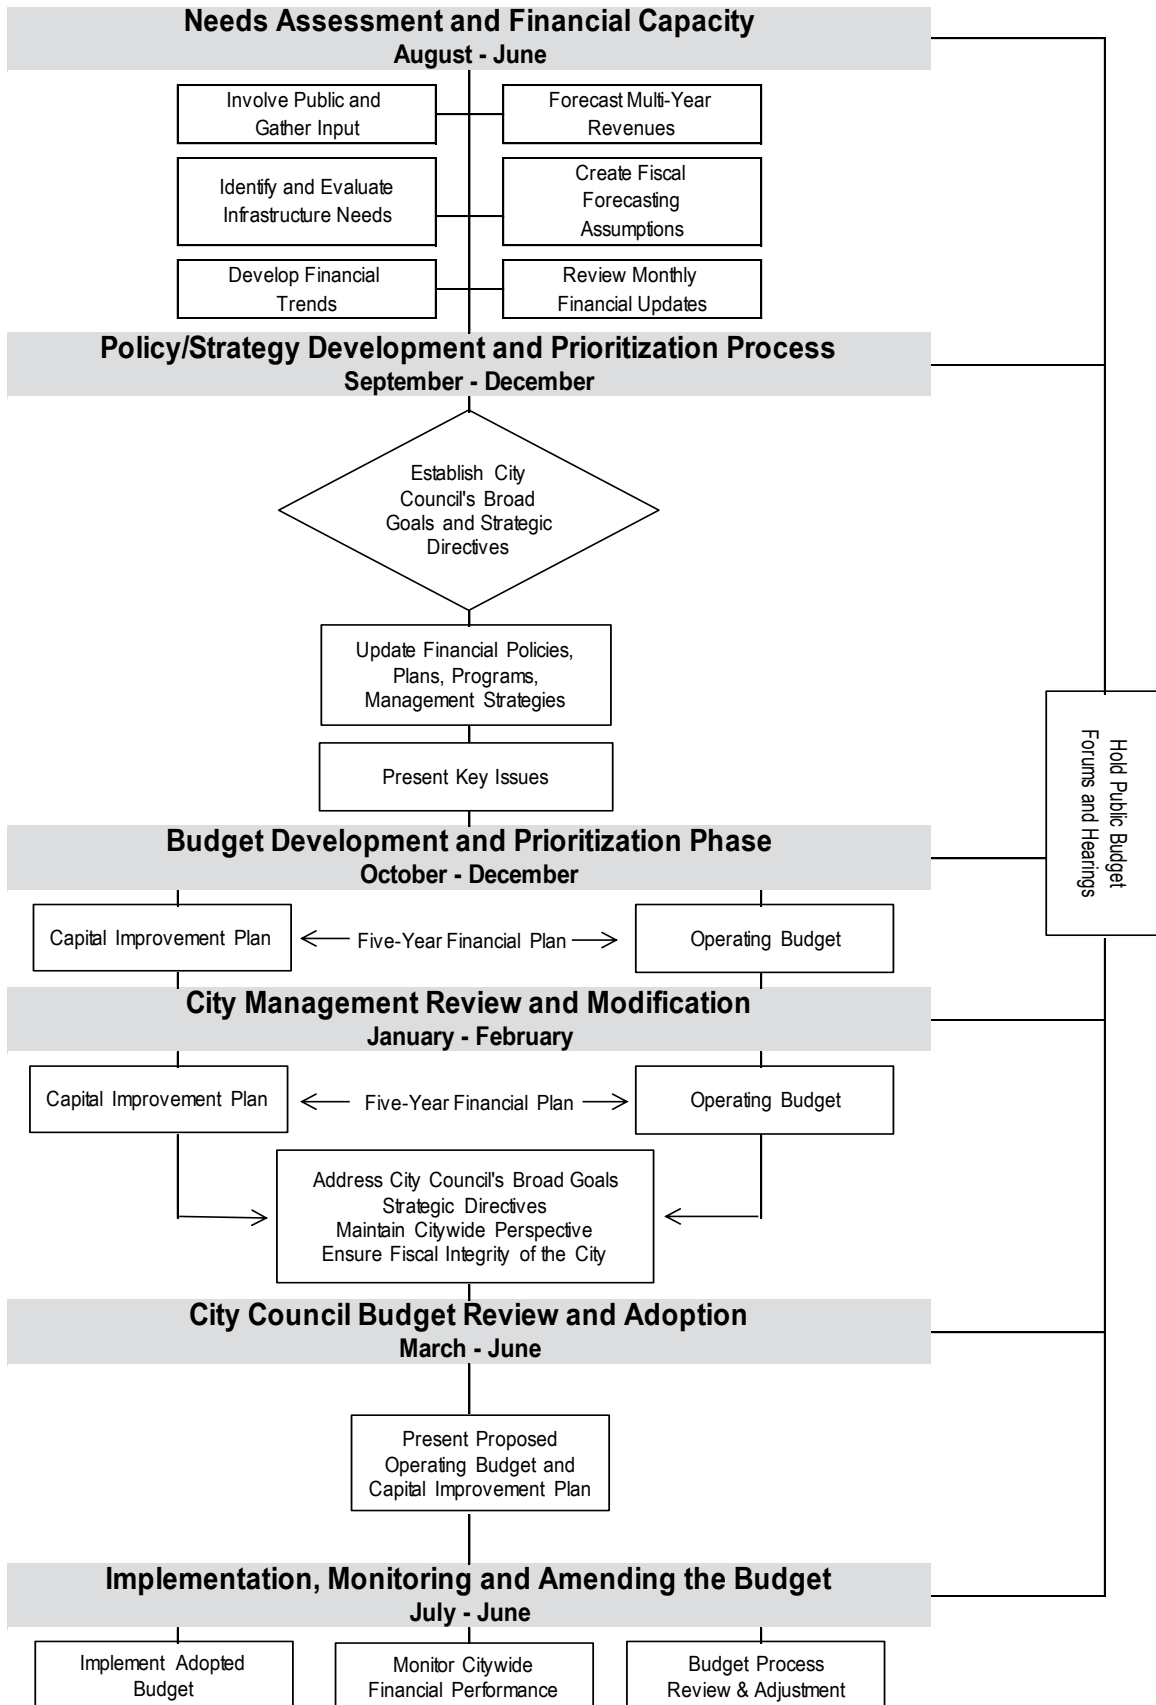 Needs Assessment and Financial Capacity
August - June
Involve Public and
Gather Input
Forecast Multi-Year
Revenues
Identify and Evaluate
Infrastructure Needs
Create Fiscal
Forecasting
Assumptions
Develop Financial
Trends
Review Monthly
Financial Updates
Policy/Strategy Development and Prioritization Process
September - December
Establish City
Council's Broad
Goals and Strategic
Directives
Update Financial Policies,
Plans, Programs,
Management Strategies
Present Key Issues
Hold Public Budget
Forums and Hearings
Budget Development and Prioritization Phase
October - December
Capital Improvement Plan
Five-Year Financial Plan
Operating Budget
City Management Review and Modification
January - February
Capital Improvement Plan
Five-Year Financial Plan
Operating Budget
Address City Council's Broad Goals
Strategic Directives
Maintain Citywide Perspective
Ensure Fiscal Integrity of the City
City Council Budget Review and Adoption
March - June
Present Proposed
Operating Budget and
Capital Improvement Plan
Implementation, Monitoring and Amending the Budget
July - June
Implement Adopted
Budget
Monitor Citywide
Financial Performance
Budget Process
Review & Adjustment